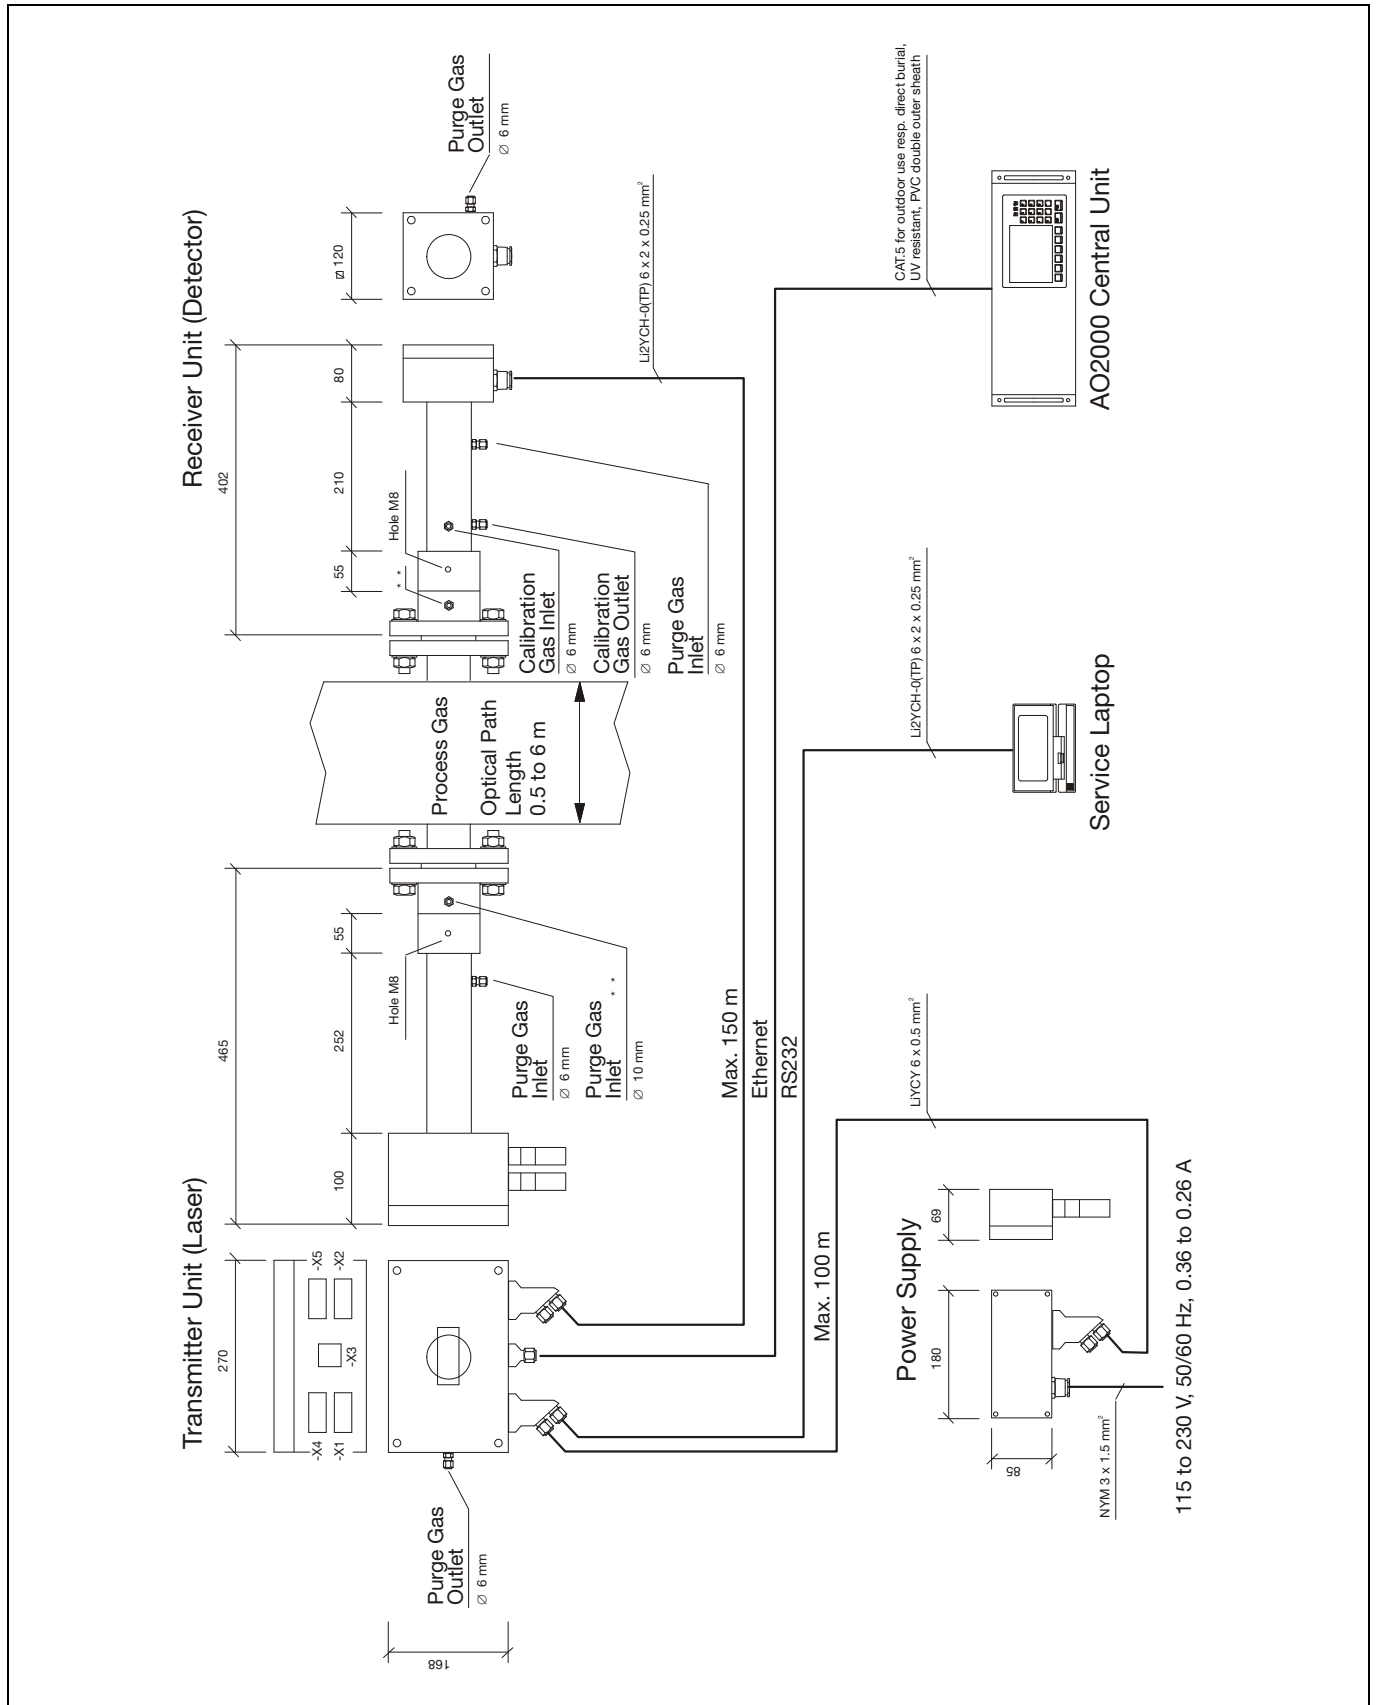 Transmitter Unit (Laser)
Receiver Unit (Detector)
270
465
402
-X4
-X5
-X1
-X3
-X2
100
252
55
55
210
80
⌀ 120
Hole M8
Hole M8
* *
168
Purge Gas
Outlet
∅ 6 mm
Purge Gas
Outlet
∅ 6 mm
Process Gas
Optical Path
Length
0.5 to 6 m
Purge Gas
Inlet
∅ 6 mm
Purge Gas
Inlet
∅ 10 mm
* *
Calibration
Gas Inlet
∅ 6 mm
Calibration
Gas Outlet
∅ 6 mm
Purge Gas
Inlet
∅ 6 mm
Li2YCH-0(TP) 6 x 2 x 0.25 mm²
Max. 150 m
Ethernet
RS232
Max. 100 m
CAT.5 for outdoor use resp. direct burial,
UV resistant, PVC double outer sheath
Li2YCH-0(TP) 6 x 2 x 0.25 mm²
LiYCY 6 x 0.5 mm²
Power Supply
180
69
85
NYM 3 x 1.5 mm²
115 to 230 V, 50/60 Hz, 0.36 to 0.26 A
Service Laptop
AO2000 Central Unit